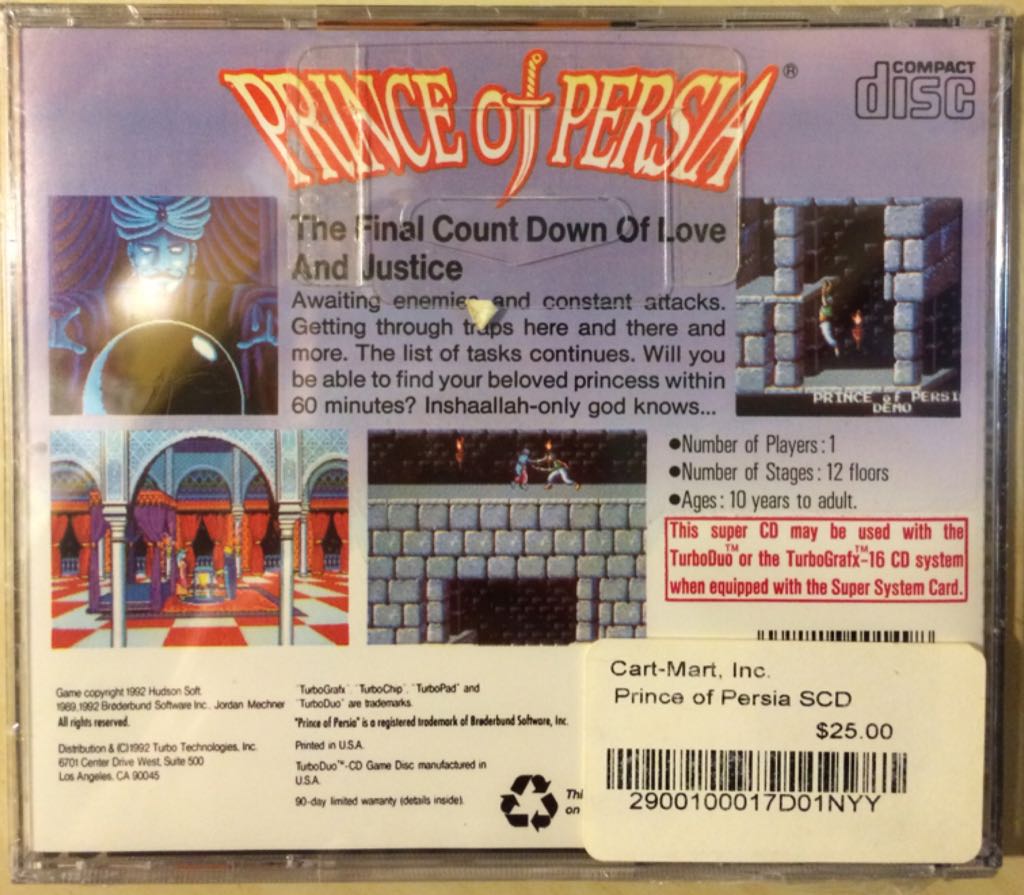 PRINCE of PERSIA®
COMPACT
disc
The Final Count Down Of Love
And Justice
Awaiting enemies and constant attacks.
Getting through traps here and there and
more. The list of tasks continues. Will you
be able to find your beloved princess within
60 minutes? Inshaallah-only god knows...
PRINCE of PERSI
DEMO
●Number of Players : 1
●Number of Stages : 12 floors
●Ages : 10 years to adult.
This super CD may be used with the
TurboDuo™ or the TurboGrafx™-16 CD system
when equipped with the Super System Card.
Game copyright 1992 Hudson Soft
1989,1992 Brøderbund Software Inc., Jordan Mechner
All rights reserved.
Distribution & (C)1992 Turbo Technologies, Inc.
6701 Center Drive West, Suite 500
Los Angeles, CA 90045
"TurboGrafx", "TurboChip", "TurboPad" and
"TurboDuo" are trademarks.
"Prince of Persia" is a registered trademark of Brøderbund Software, Inc.
Printed in U.S.A.
TurboDuo™-CD Game Disc manufactured in
U.S.A.
90-day limited warranty (details inside).
Thi
on
Cart-Mart, Inc.
Prince of Persia SCD
$25.00
2900100017D01NYY